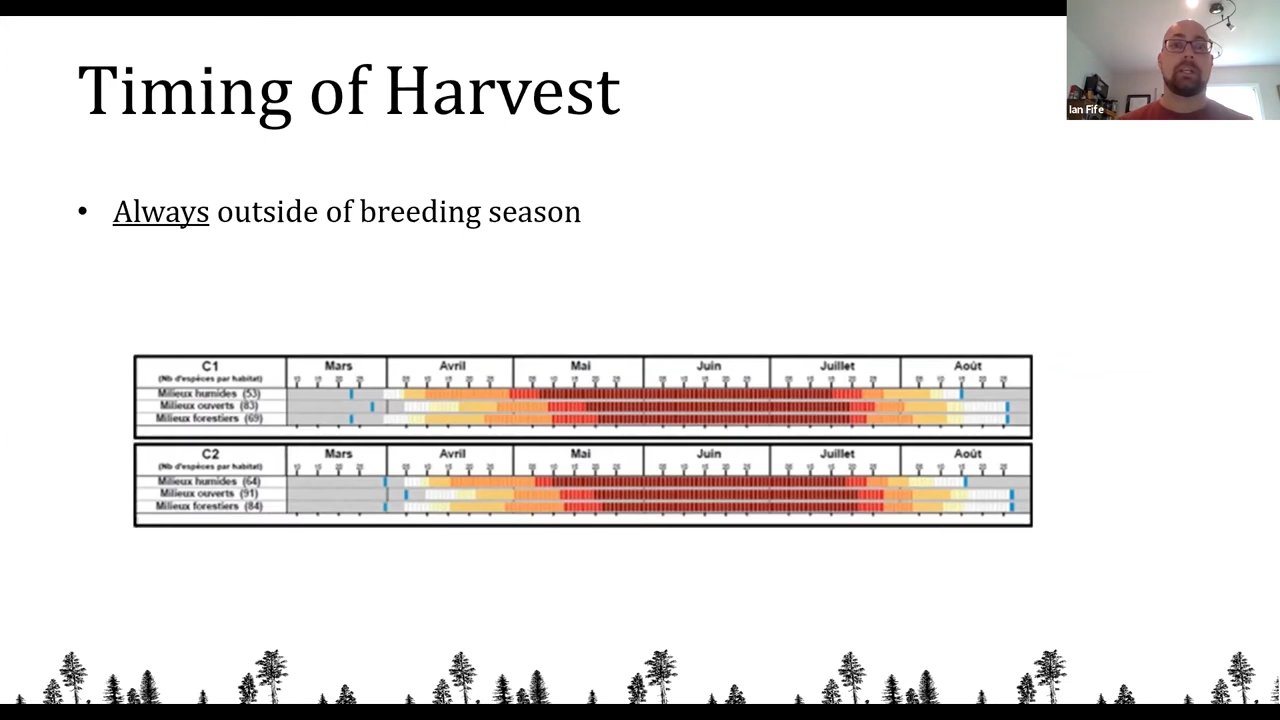 Timing of Harvest
Ian Fife
• Always outside of breeding season
C1 Mars Avril Mai Juin Juillet Août
(Nb d'espèces par habitat)
Milieux humides (53)
Milieux ouverts (83)
Milieux forestiers (69)
C2 Mars Avril Mai Juin Juillet Août
(Nb d'espèces par habitat)
Milieux humides (64)
Milieux ouverts (91)
Milieux forestiers (84)